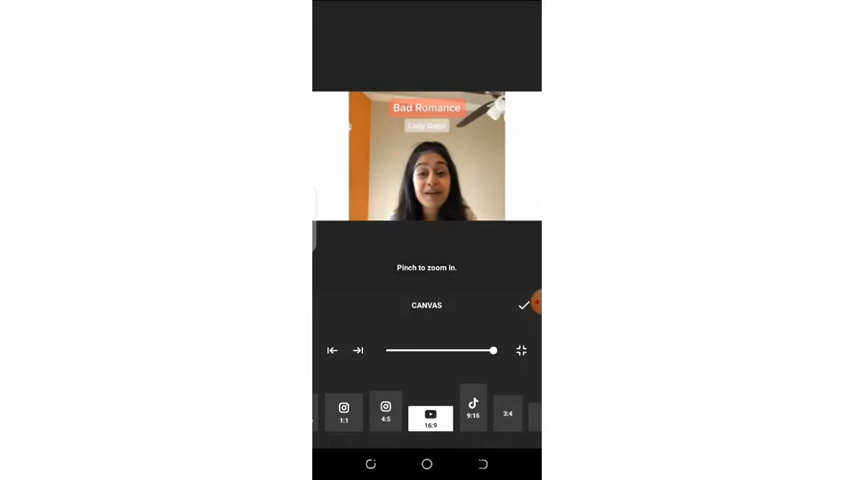 Bad Romance
Lady Gaga
Pinch to zoom in.
CANVAS
1:1
4:5
16:9
9:16
3:4